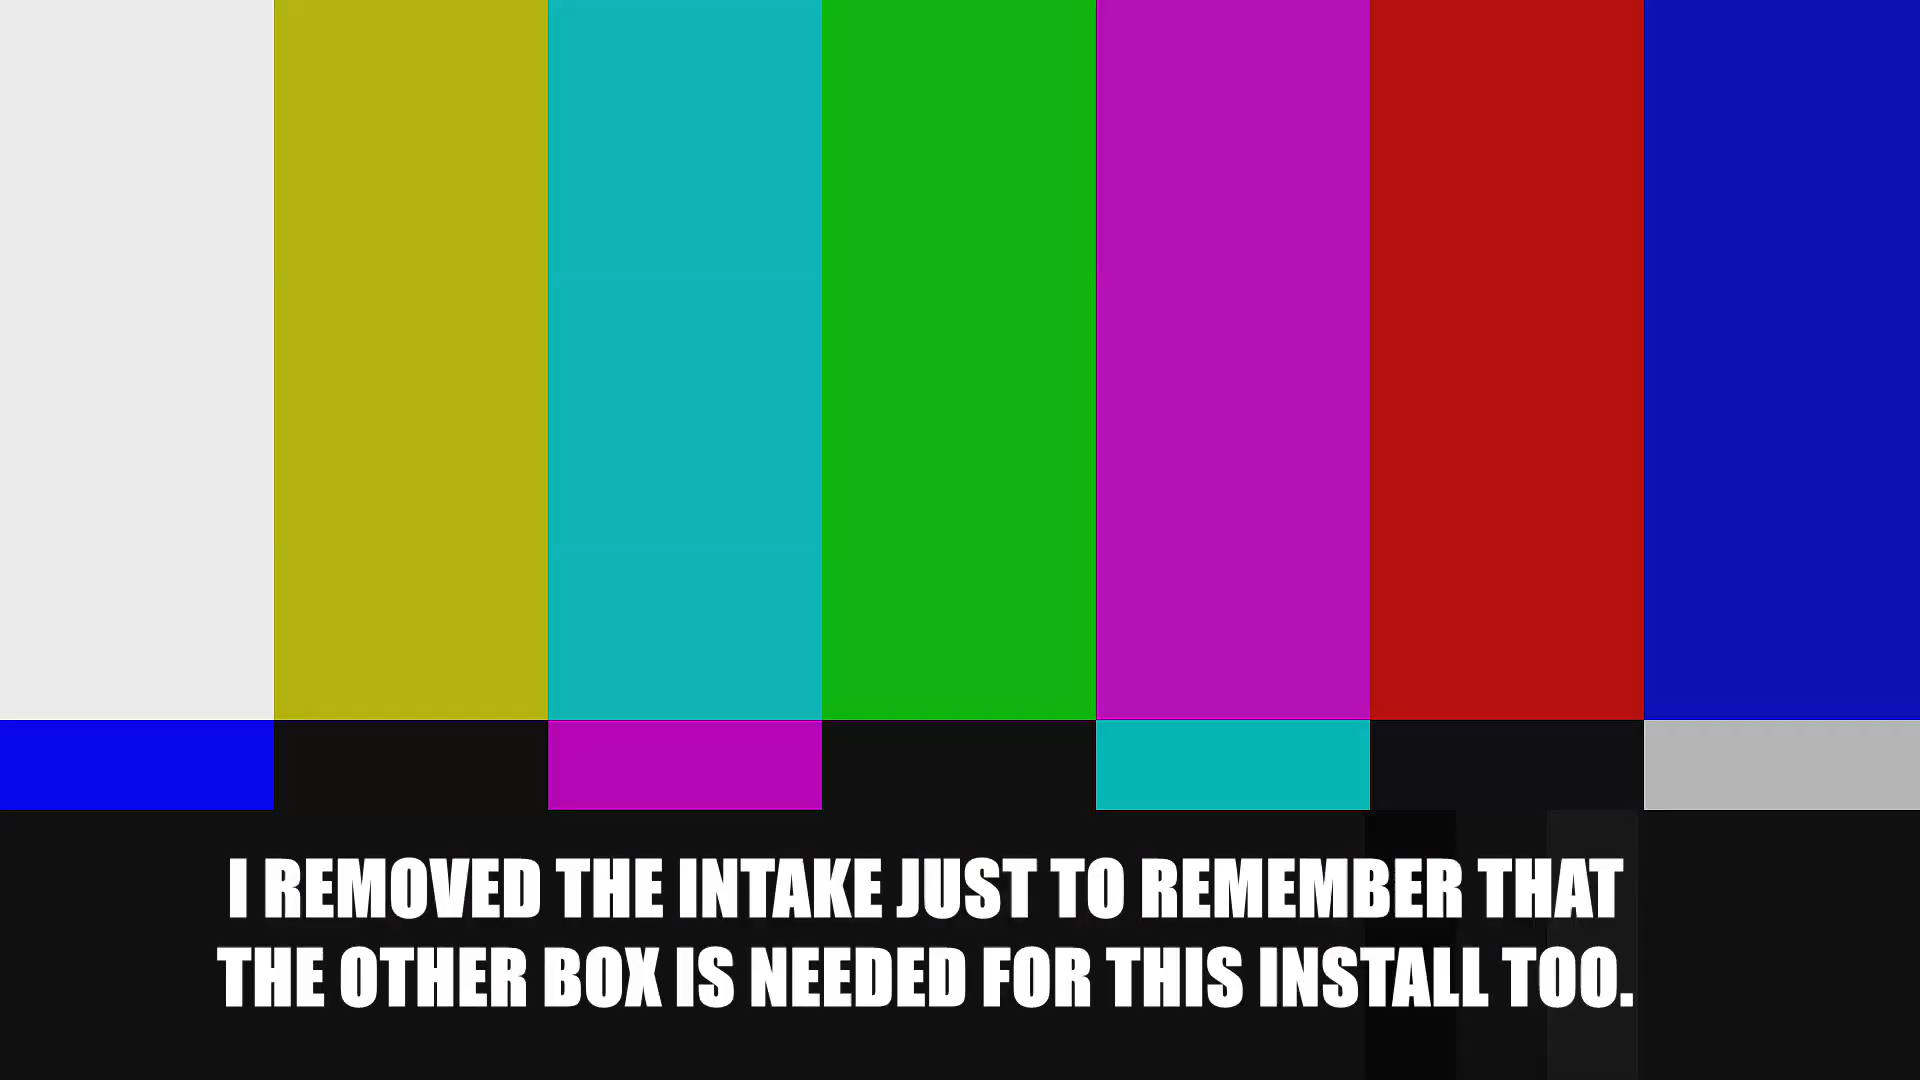 I REMOVED THE INTAKE JUST TO REMEMBER THAT
THE OTHER BOX IS NEEDED FOR THIS INSTALL TOO.